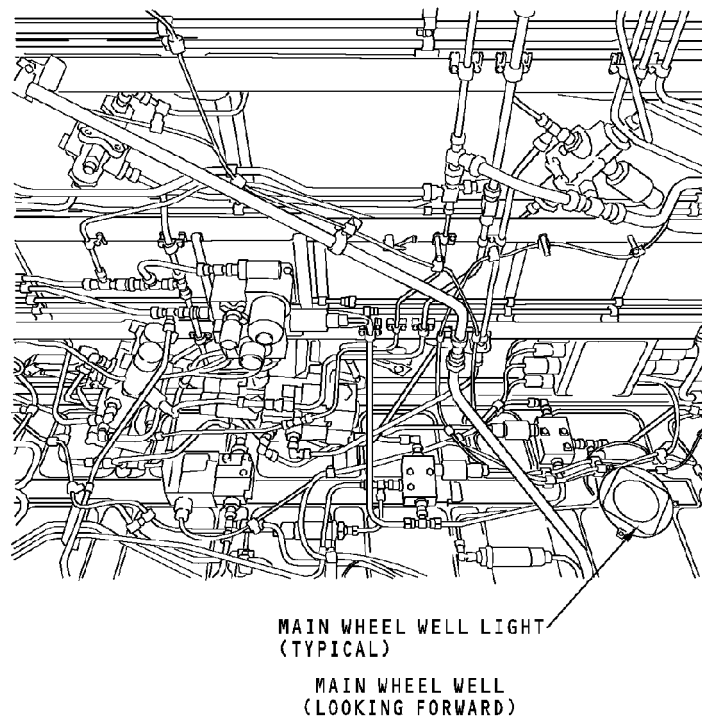 MAIN WHEEL WELL LIGHT
(TYPICAL)
MAIN WHEEL WELL
(LOOKING FORWARD)